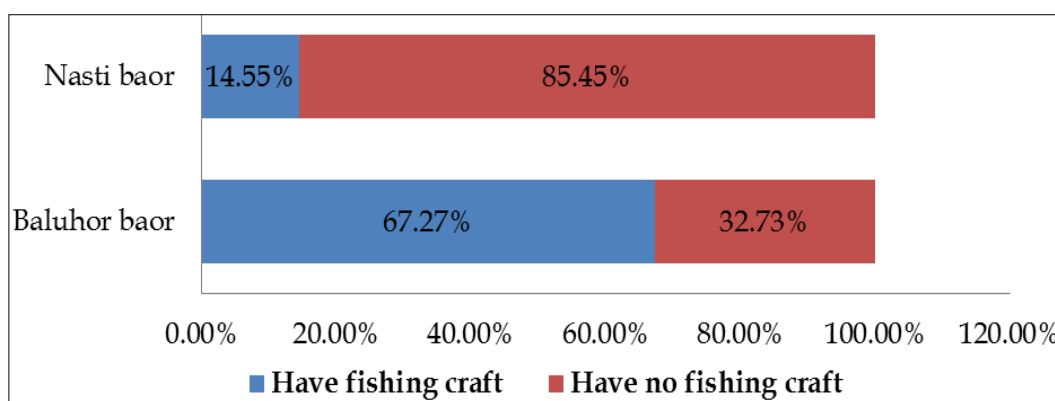 Nasti baor
14.55%
85.45%
Baluhor baor
67.27%
32.73%
0.00% 20.00% 40.00% 60.00% 80.00% 100.00% 120.00%
Have fishing craft Have no fishing craft